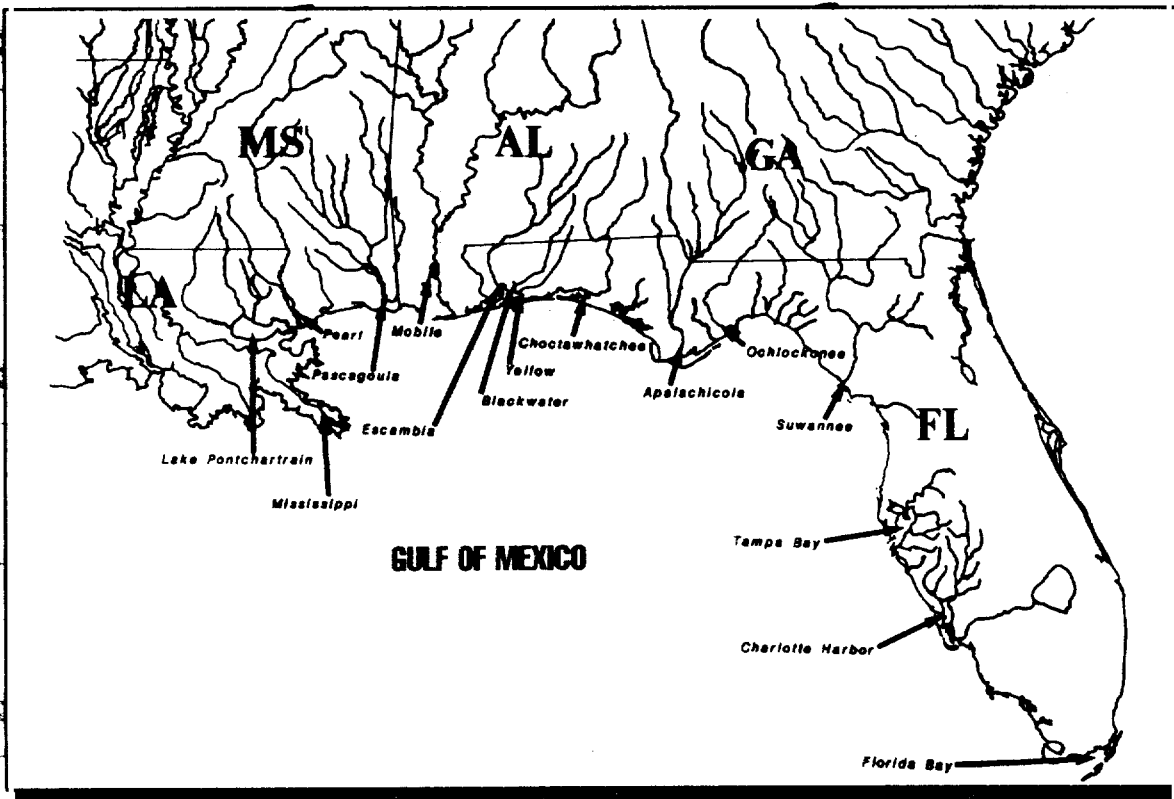 MS
AL
GA
LA
Pearl
Mobile
Choctawhatchee
Ochlockonee
Pascagoula
Yellow
Apalachicola
Blackwater
Suwannee
FL
Escambia
Lake Pontchartrain
Mississippi
Tampa Bay
GULF OF MEXICO
Charlotte Harbor
Florida Bay